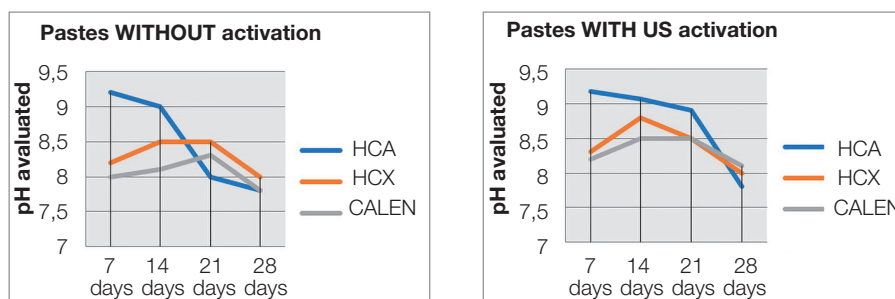 Pastes WITHOUT activation
pH avaluated
9,5
9
8,5
8
7,5
7
7 14 21 28
days days days days
HCA
HCX
CALEN
Pastes WITH US activation
pH avaluated
9,5
9
8,5
8
7,5
7
7 14 21 28
days days days days
HCA
HCX
CALEN